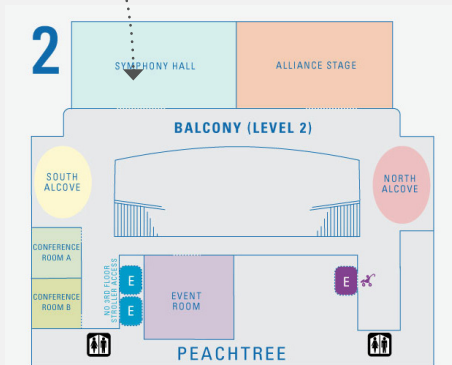 2
SYMPHONY HALL
ALLIANCE STAGE
BALCONY (LEVEL 2)
SOUTH
ALCOVE
NORTH
ALCOVE
CONFERENCE
ROOM A
CONFERENCE
ROOM B
NO 3RD FLOOR
STROLLER ACCESS
E
E
EVENT
ROOM
E
PEACHTREE